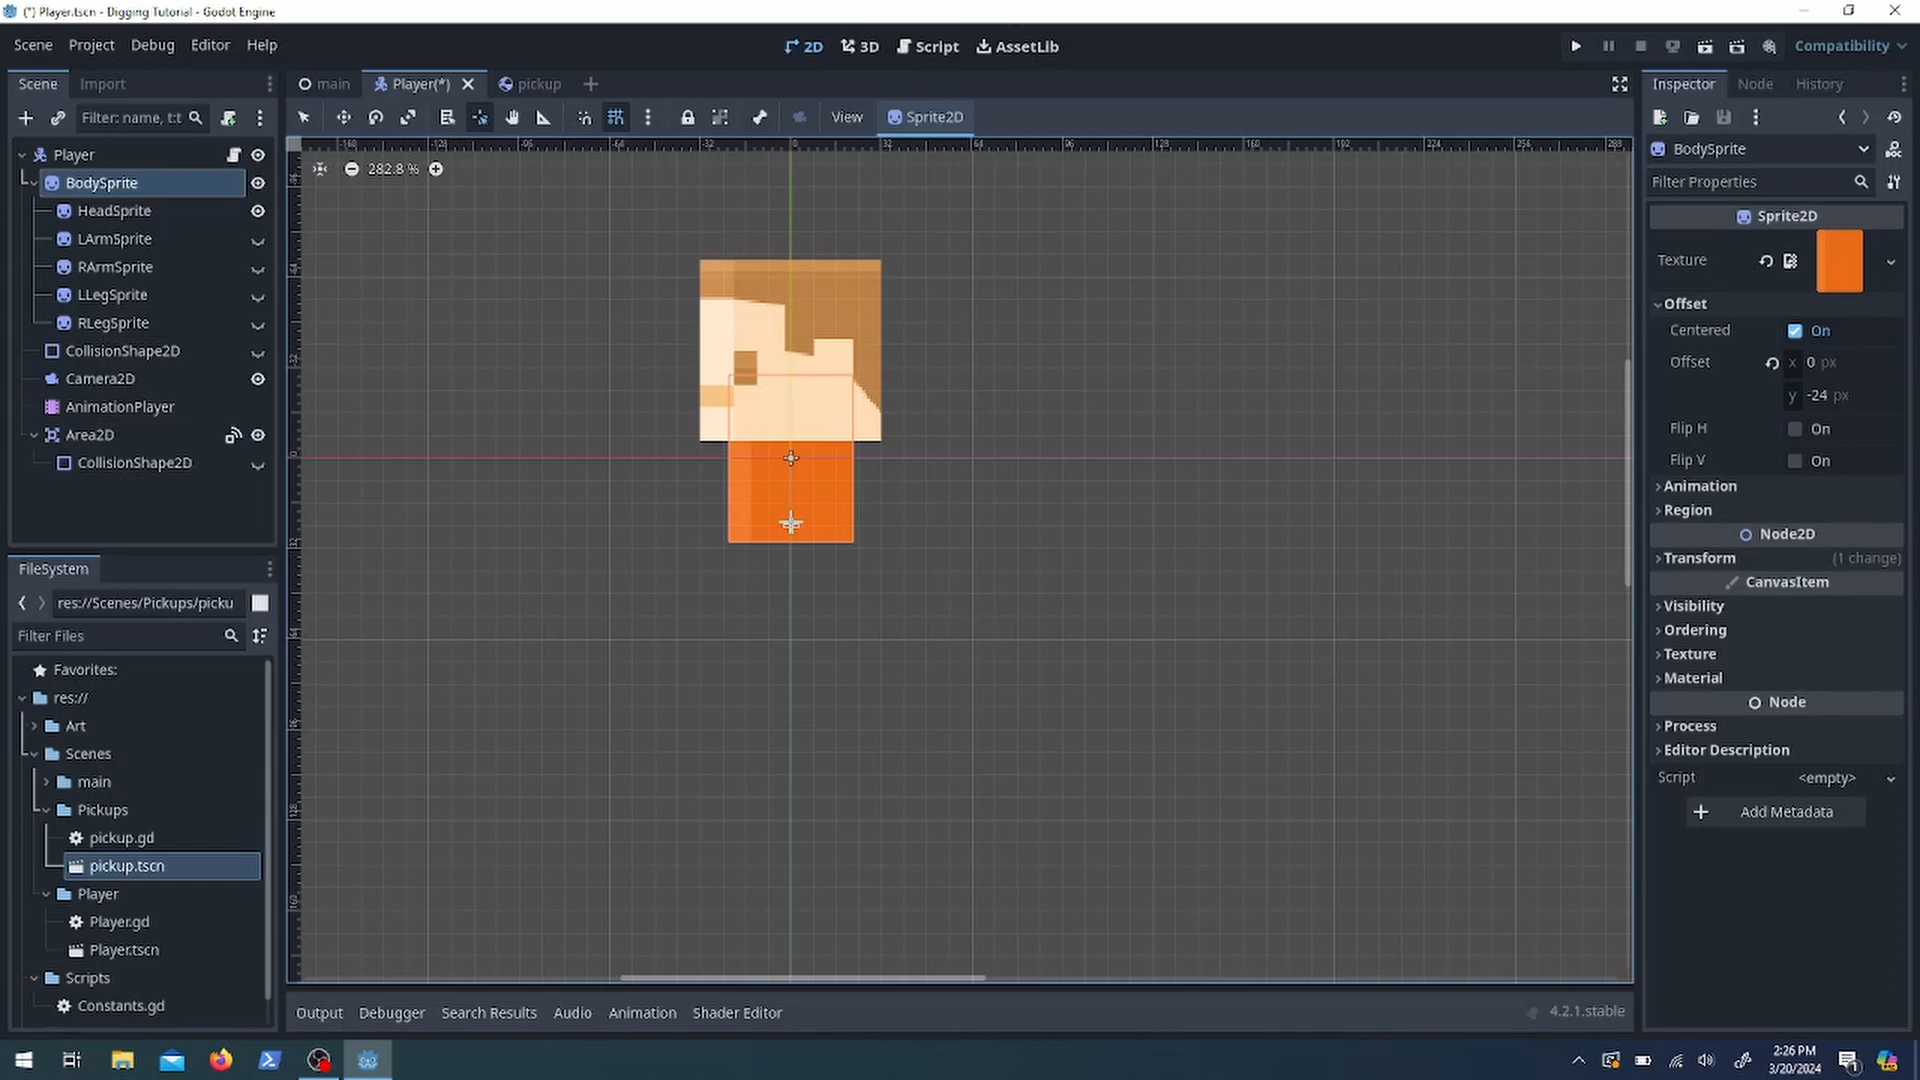 (*) Player.tscn - Digging Tutorial - Godot Engine
Scene Project Debug Editor Help
2D 3D Script AssetLib
Compatibility
Scene Import
main Player(*) pickup
Inspector Node History
Filter: name, t:t
View Sprite2D
Player
BodySprite
HeadSprite
LArmSprite
RArmSprite
LLegSprite
RLegSprite
CollisionShape2D
Camera2D
AnimationPlayer
Area2D
CollisionShape2D
282.8 %
BodySprite
Filter Properties
Sprite2D
Texture
Offset
Centered On
Offset x 0 px
y -24 px
Flip H On
Flip V On
Animation
Region
Node2D
Transform (1 change)
CanvasItem
Visibility
Ordering
Texture
Material
Node
Process
Editor Description
Script <empty>
Add Metadata
FileSystem
res://Scenes/Pickups/picku
Filter Files
Favorites:
res://
Art
Scenes
main
Pickups
pickup.gd
pickup.tscn
Player
Player.gd
Player.tscn
Scripts
Constants.gd
Output Debugger Search Results Audio Animation Shader Editor
4.2.1.stable
2:26 PM
3/20/2024